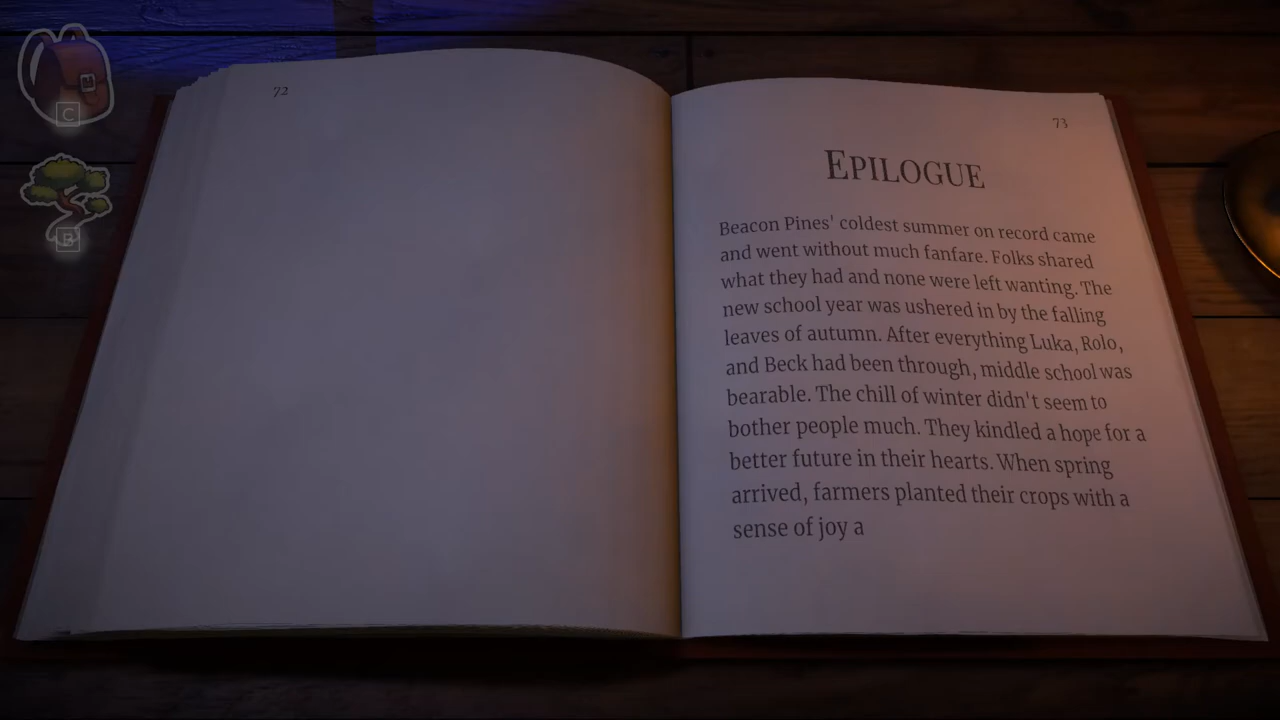 72
73
EPILOGUE
Beacon Pines' coldest summer on record came
and went without much fanfare. Folks shared
what they had and none were left wanting. The
new school year was ushered in by the falling
leaves of autumn. After everything Luka, Rolo,
and Beck had been through, middle school was
bearable. The chill of winter didn't seem to
bother people much. They kindled a hope for a
better future in their hearts. When spring
arrived, farmers planted their crops with a
sense of joy a
C
B